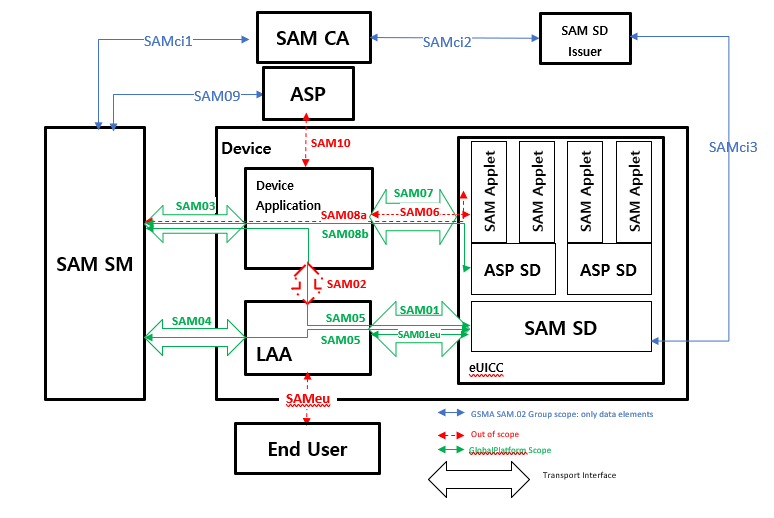 SAMci1
SAM CA
SAMci2
SAM SD
Issuer
SAM09
ASP
SAM10
SAMci3
Device
Device
Application
SAM Applet
SAM Applet
SAM Applet
SAM Applet
SAM03
SAM07
SAM08a
SAM06
SAM08b
SAM SM
ASP SD
ASP SD
SAM02
SAM04
SAM05
SAM01
SAM05
SAM01eu
SAM SD
LAA
eUICC
SAMeu
End User
GSMA SAM.02 Group scope: only data elements
Out of scope
GlobalPlatform Scope
Transport Interface